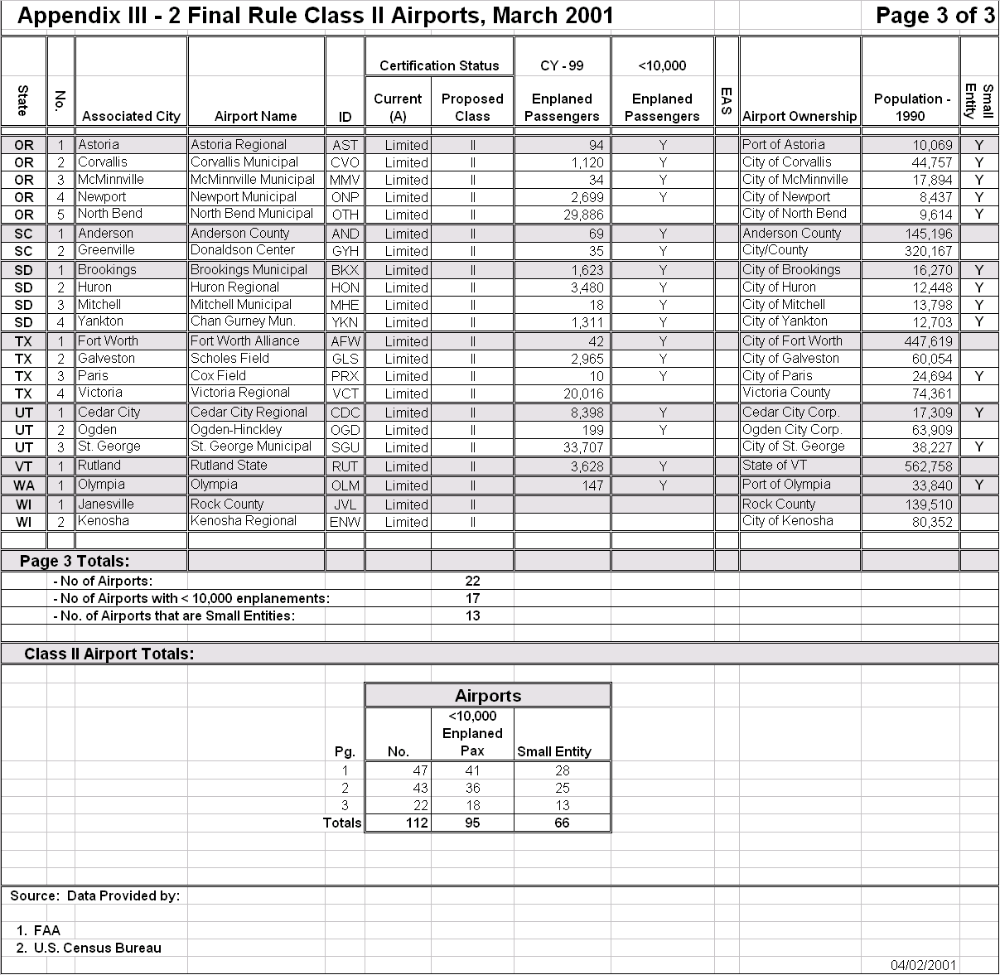 Appendix III - 2 Final Rule Class II Airports, March 2001 Page 3 of 3
Certification Status CY - 99 <10,000
State No. Associated City Airport Name ID Current (A) Proposed Class Enplaned Passengers Enplaned Passengers EAS Airport Ownership Population - 1990 Small Entity
OR 1 Astoria Astoria Regional AST Limited II 94 Y Port of Astoria 10,069 Y
OR 2 Corvallis Corvallis Municipal CVO Limited II 1,120 Y City of Corvallis 44,757 Y
OR 3 McMinnville McMinnville Municipal MMV Limited II 34 Y City of McMinnville 17,894 Y
OR 4 Newport Newport Municipal ONP Limited II 2,699 Y City of Newport 8,437 Y
OR 5 North Bend North Bend Municipal OTH Limited II 29,886 City of North Bend 9,614 Y
SC 1 Anderson Anderson County AND Limited II 69 Y Anderson County 145,196
SC 2 Greenville Donaldson Center GYH Limited II 35 Y City/County 320,167
SD 1 Brookings Brookings Municipal BKX Limited II 1,623 Y City of Brookings 16,270 Y
SD 2 Huron Huron Regional HON Limited II 3,480 Y City of Huron 12,448 Y
SD 3 Mitchell Mitchell Municipal MHE Limited II 18 Y City of Mitchell 13,798 Y
SD 4 Yankton Chan Gurney Mun. YKN Limited II 1,311 Y City of Yankton 12,703 Y
TX 1 Fort Worth Fort Worth Alliance AFW Limited II 42 Y City of Fort Worth 447,619
TX 2 Galveston Scholes Field GLS Limited II 2,965 Y City of Galveston 60,054
TX 3 Paris Cox Field PRX Limited II 10 Y City of Paris 24,694 Y
TX 4 Victoria Victoria Regional VCT Limited II 20,016 Victoria County 74,361
UT 1 Cedar City Cedar City Regional CDC Limited II 8,398 Y Cedar City Corp. 17,309 Y
UT 2 Ogden Ogden-Hinckley OGD Limited II 199 Y Ogden City Corp. 63,909
UT 3 St. George St. George Municipal SGU Limited II 33,707 City of St. George 38,227 Y
VT 1 Rutland Rutland State RUT Limited II 3,628 Y State of VT 562,758
WA 1 Olympia Olympia OLM Limited II 147 Y Port of Olympia 33,840 Y
WI 1 Janesville Rock County JVL Limited II Rock County 139,510
WI 2 Kenosha Kenosha Regional ENW Limited II City of Kenosha 80,352
Page 3 Totals:
- No of Airports: 22
- No of Airports with < 10,000 enplanements: 17
- No. of Airports that are Small Entities: 13
Class II Airport Totals:
Airports
Pg. No. <10,000 Enplaned Pax Small Entity
1 47 41 28
2 43 36 25
3 22 18 13
Totals 112 95 66
Source: Data Provided by:
1. FAA
2. U.S. Census Bureau
04/02/2001